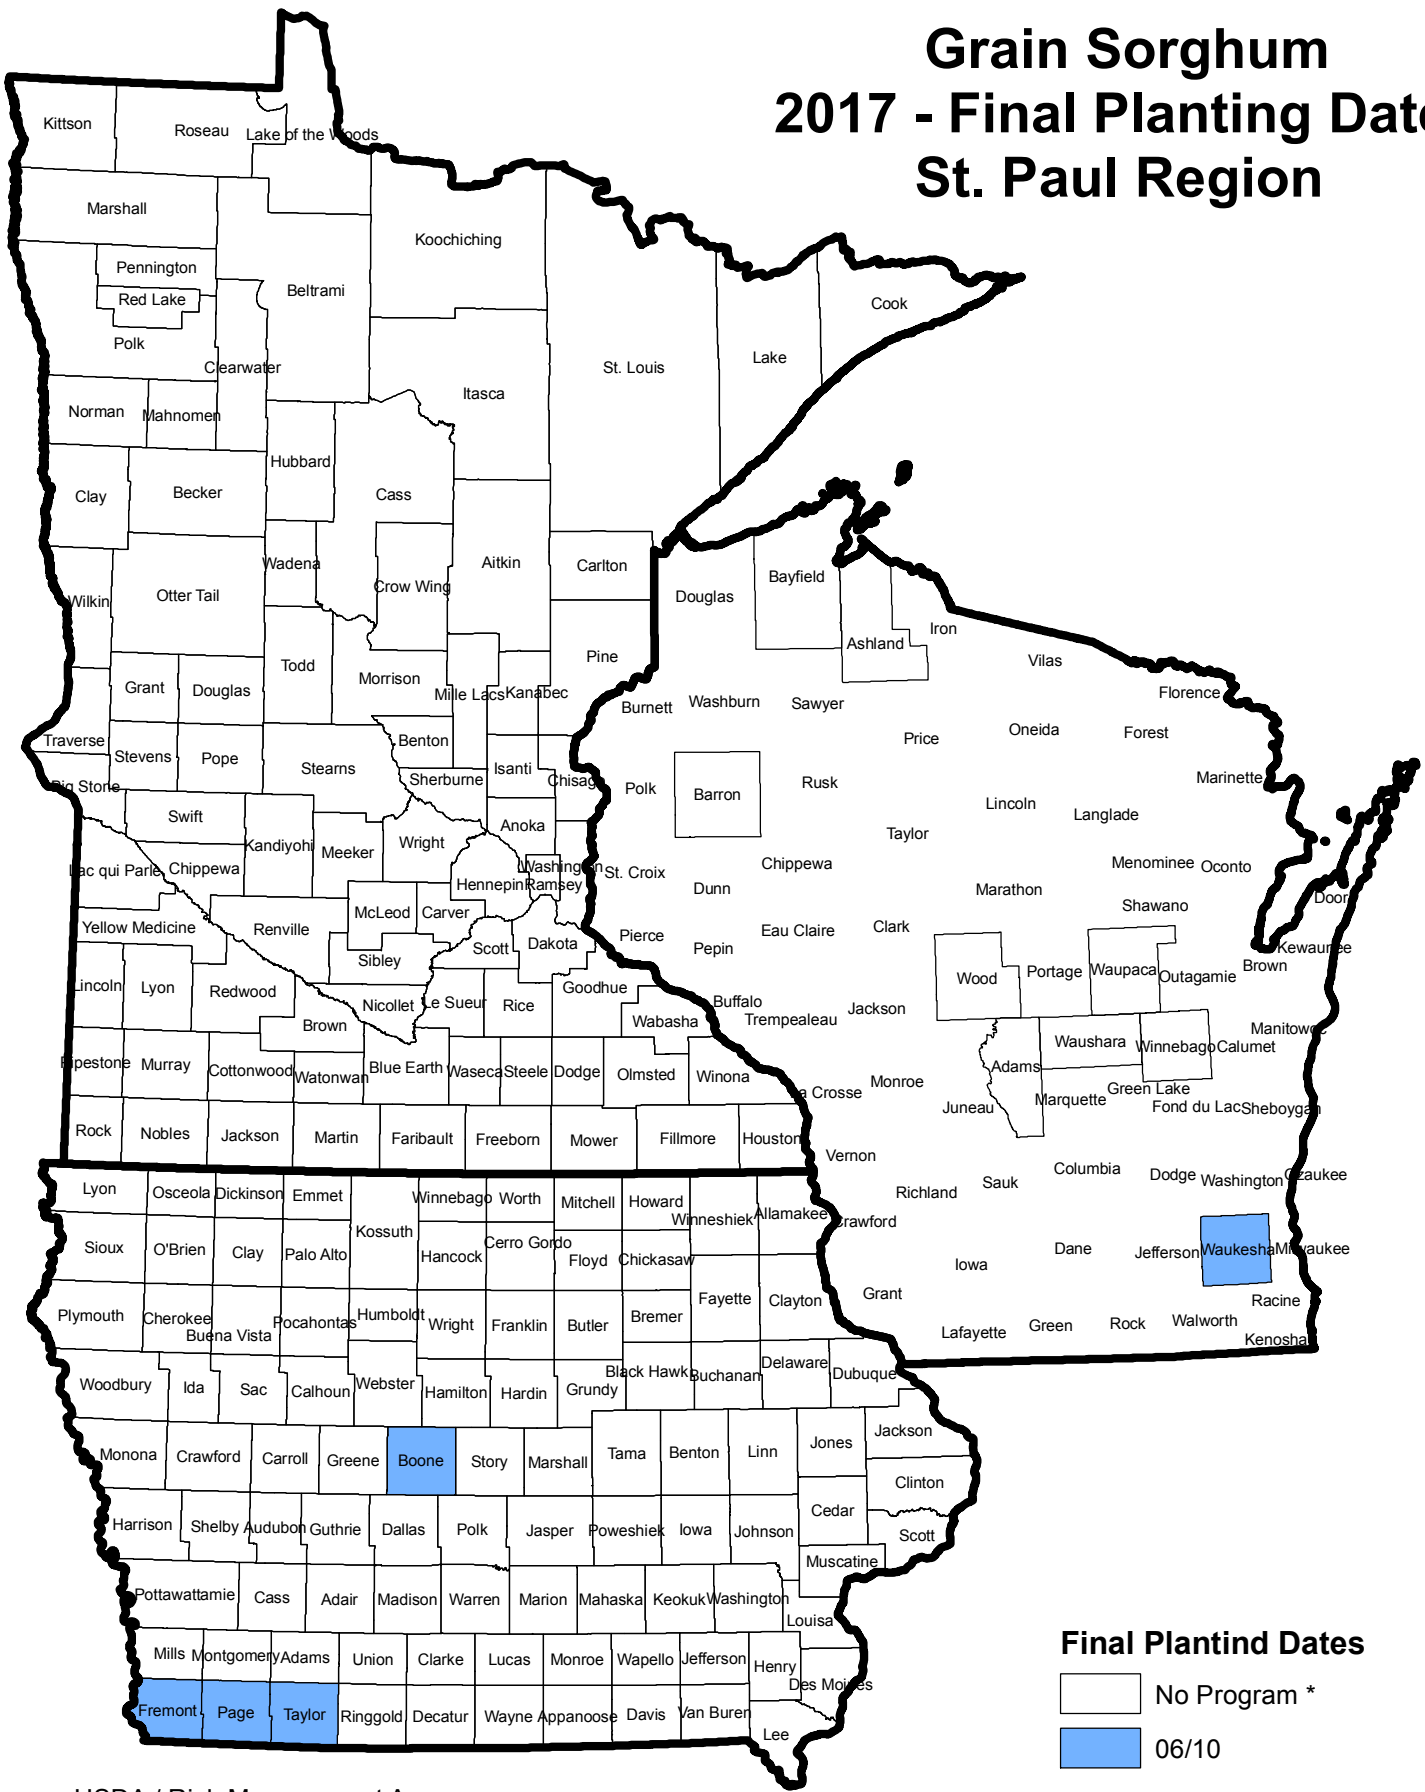 Grain Sorghum
2017 - Final Planting Date
St. Paul Region
Kittson
Roseau
Lake of the Woods
Marshall
Koochiching
Pennington
Beltrami
Red Lake
Cook
Polk
Clearwater
Lake
St. Louis
Itasca
Norman
Mahnomen
Hubbard
Clay
Becker
Cass
Wadena
Aitkin
Carlton
Crow Wing
Otter Tail
Wilkin
Bayfield
Douglas
Ashland
Iron
Todd
Pine
Vilas
Morrison
Grant
Douglas
Mille Lacs
Kanabec
Florence
Burnett
Washburn
Sawyer
Traverse
Benton
Oneida
Forest
Price
Stevens
Pope
Stearns
Sherburne
Isanti
Chisago
Marinette
Big Stone
Polk
Barron
Rusk
Lincoln
Langlade
Swift
Anoka
Taylor
Kandiyohi
Meeker
Wright
Lac qui Parle
Chippewa
Washington
Hennepin
Ramsey
St. Croix
Chippewa
Dunn
Menominee
Oconto
Marathon
Door
McLeod
Carver
Shawano
Yellow Medicine
Renville
Scott
Dakota
Pierce
Pepin
Eau Claire
Clark
Kewaunee
Sibley
Wood
Portage
Waupaca
Outagamie
Brown
Lincoln
Lyon
Redwood
Nicollet
Le Sueur
Rice
Goodhue
Buffalo
Trempealeau
Jackson
Brown
Wabasha
Manitowoc
Waushara
Winnebago
Calumet
Pipestone
Murray
Cottonwood
Watonwan
Blue Earth
Waseca
Steele
Dodge
Olmsted
Winona
Adams
Monroe
La Crosse
Green Lake
Marquette
Juneau
Fond du Lac
Sheboygan
Rock
Nobles
Jackson
Martin
Faribault
Freeborn
Mower
Fillmore
Houston
Vernon
Columbia
Dodge
Washington
Ozaukee
Sauk
Richland
Lyon
Osceola
Dickinson
Emmet
Winnebago
Worth
Mitchell
Howard
Winneshiek
Allamakee
Crawford
Kossuth
Sioux
O'Brien
Clay
Palo Alto
Hancock
Cerro Gordo
Floyd
Chickasaw
Dane
Jefferson
Waukesha
Milwaukee
Iowa
Grant
Racine
Plymouth
Cherokee
Buena Vista
Pocahontas
Humboldt
Wright
Franklin
Butler
Bremer
Fayette
Clayton
Lafayette
Green
Rock
Walworth
Kenosha
Woodbury
Ida
Sac
Calhoun
Webster
Hamilton
Hardin
Grundy
Black Hawk
Buchanan
Delaware
Dubuque
Monona
Crawford
Carroll
Greene
Boone
Story
Marshall
Tama
Benton
Linn
Jones
Jackson
Clinton
Cedar
Harrison
Shelby
Audubon
Guthrie
Dallas
Polk
Jasper
Poweshiek
Iowa
Johnson
Scott
Muscatine
Pottawattamie
Cass
Adair
Madison
Warren
Marion
Mahaska
Keokuk
Washington
Louisa
Mills
Montgomery
Adams
Union
Clarke
Lucas
Monroe
Wapello
Jefferson
Henry
Des Moines
Fremont
Page
Taylor
Ringgold
Decatur
Wayne
Appanoose
Davis
Van Buren
Lee
Final Plantind Dates
No Program *
06/10